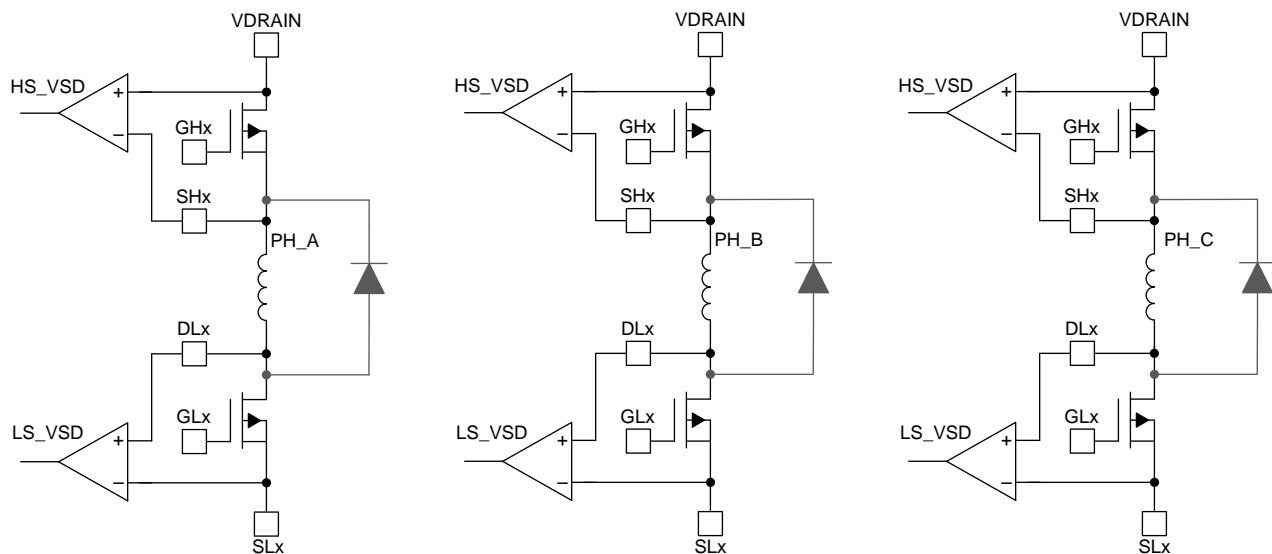 VDRAIN
HS_VSD
+
−
GHx
SHx
PH_A
DLx
GLx
LS_VSD
+
−
SLx
VDRAIN
HS_VSD
+
−
GHx
SHx
PH_B
DLx
GLx
LS_VSD
+
−
SLx
VDRAIN
HS_VSD
+
−
GHx
SHx
PH_C
DLx
GLx
LS_VSD
+
−
SLx